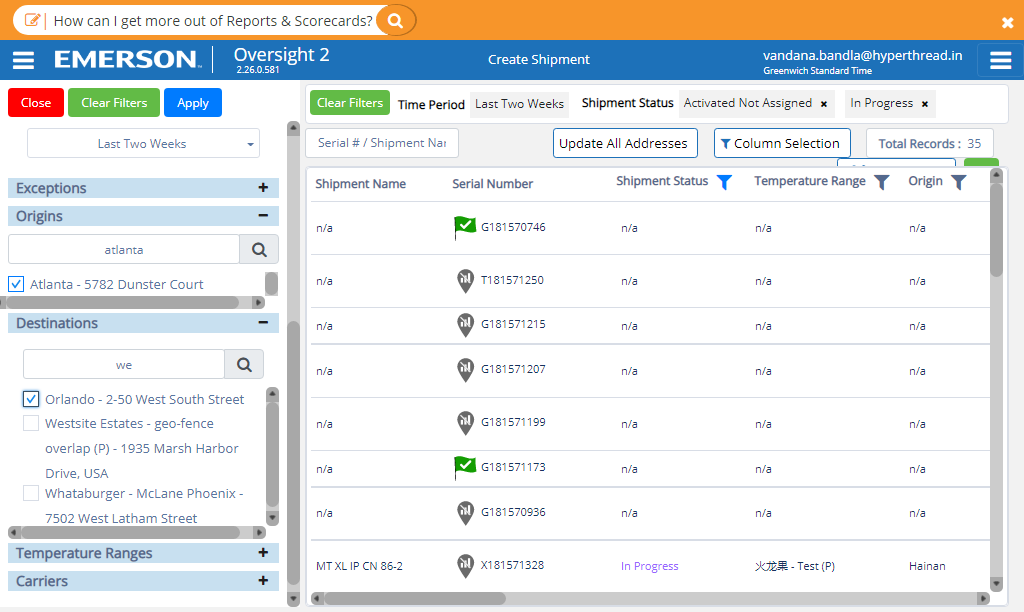 How can I get more out of Reports & Scorecards?
EMERSON™ Oversight 2
2.26.0.581
Create Shipment
vandana.bandla@hyperthread.in
Greenwich Standard Time
Close Clear Filters Apply
Last Two Weeks
Exceptions
Origins
atlanta
Atlanta - 5782 Dunster Court
Destinations
we
Orlando - 2-50 West South Street
Westsite Estates - geo-fence
overlap (P) - 1935 Marsh Harbor
Drive, USA
Whataburger - McLane Phoenix -
7502 West Latham Street
Temperature Ranges
Carriers
Clear Filters Time Period Last Two Weeks Shipment Status Activated Not Assigned × In Progress ×
Serial # / Shipment Nar Update All Addresses Column Selection Total Records : 35
Shipment Name Serial Number Shipment Status Temperature Range Origin
n/a G181570746 n/a n/a n/a
n/a T181571250 n/a n/a n/a
n/a G181571215 n/a n/a n/a
n/a G181571207 n/a n/a n/a
n/a G181571199 n/a n/a n/a
n/a G181571173 n/a n/a n/a
n/a G181570936 n/a n/a n/a
MT XL IP CN 86-2 X181571328 In Progress 火龙果 - Test (P) Hainan